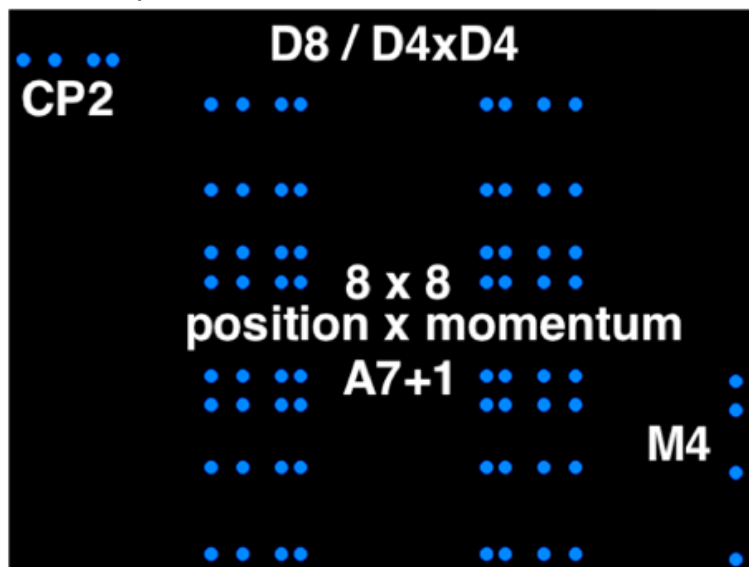 D8 / D4xD4
CP2
8 x 8
position x momentum
A7+1
M4